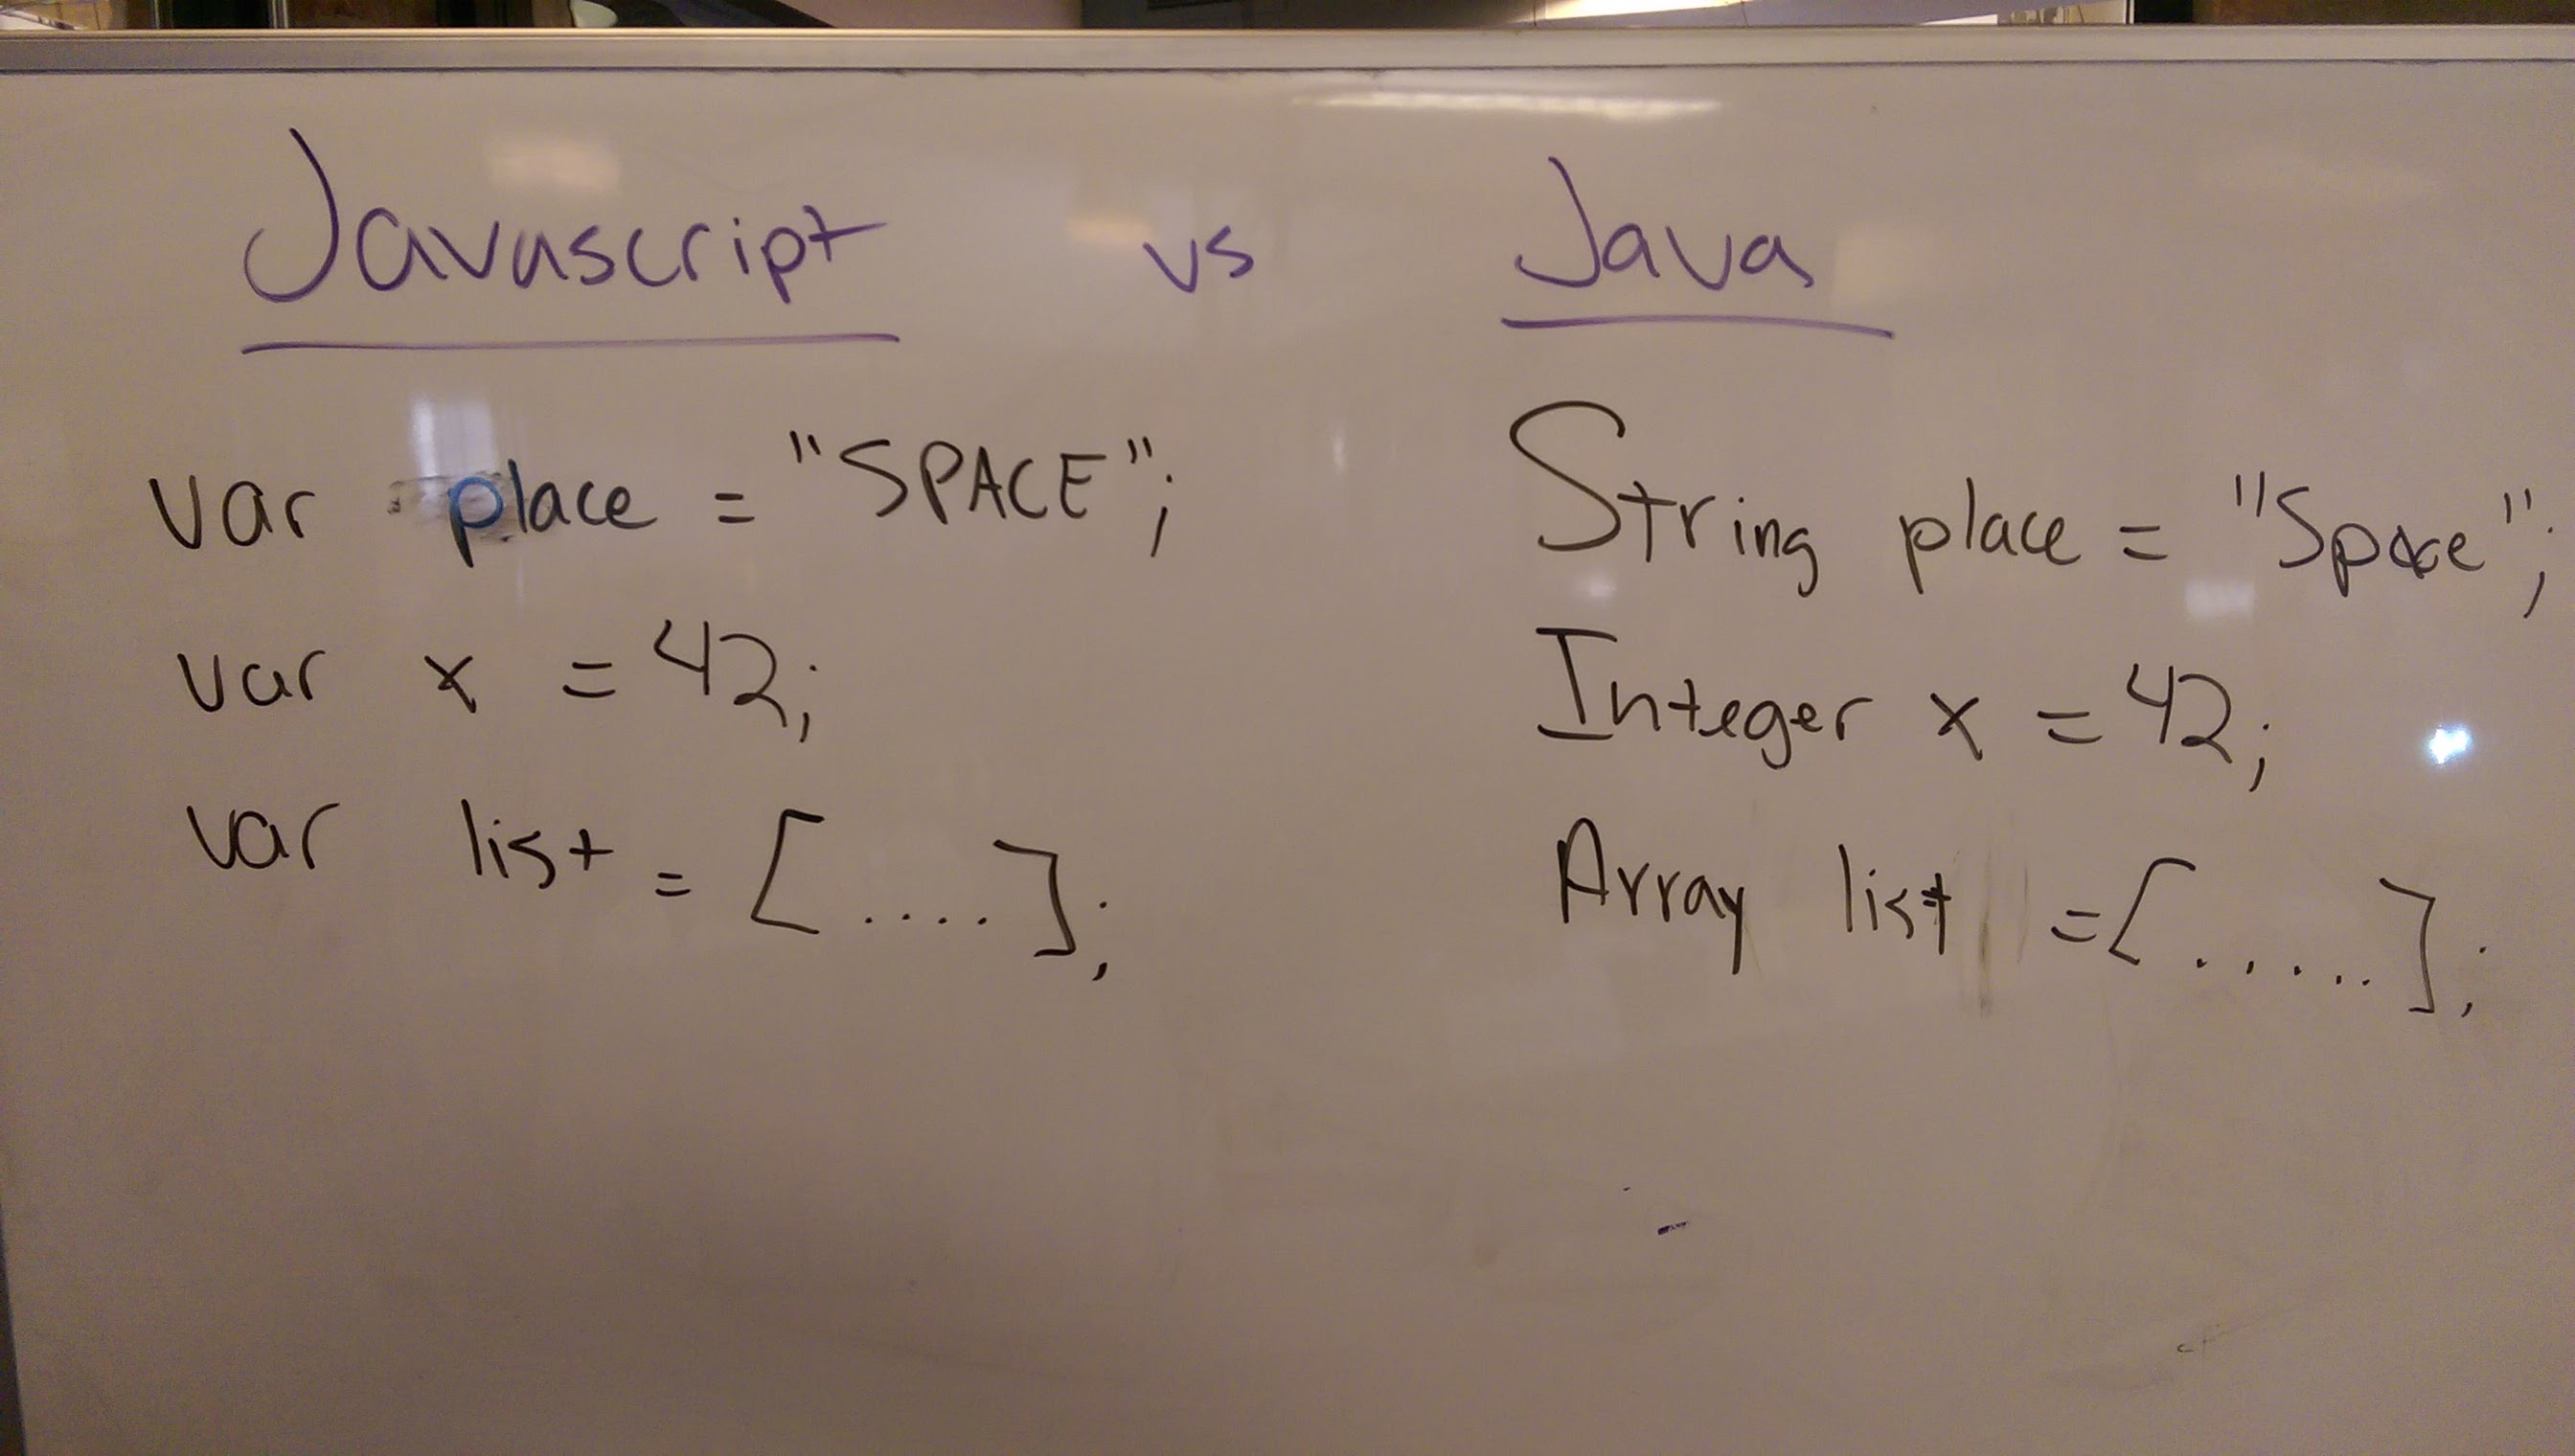 Javascript vs Java
var place = "SPACE";
var x = 42;
var list = [....];
String place = "Space";
Integer x = 42;
Array list = [.....];